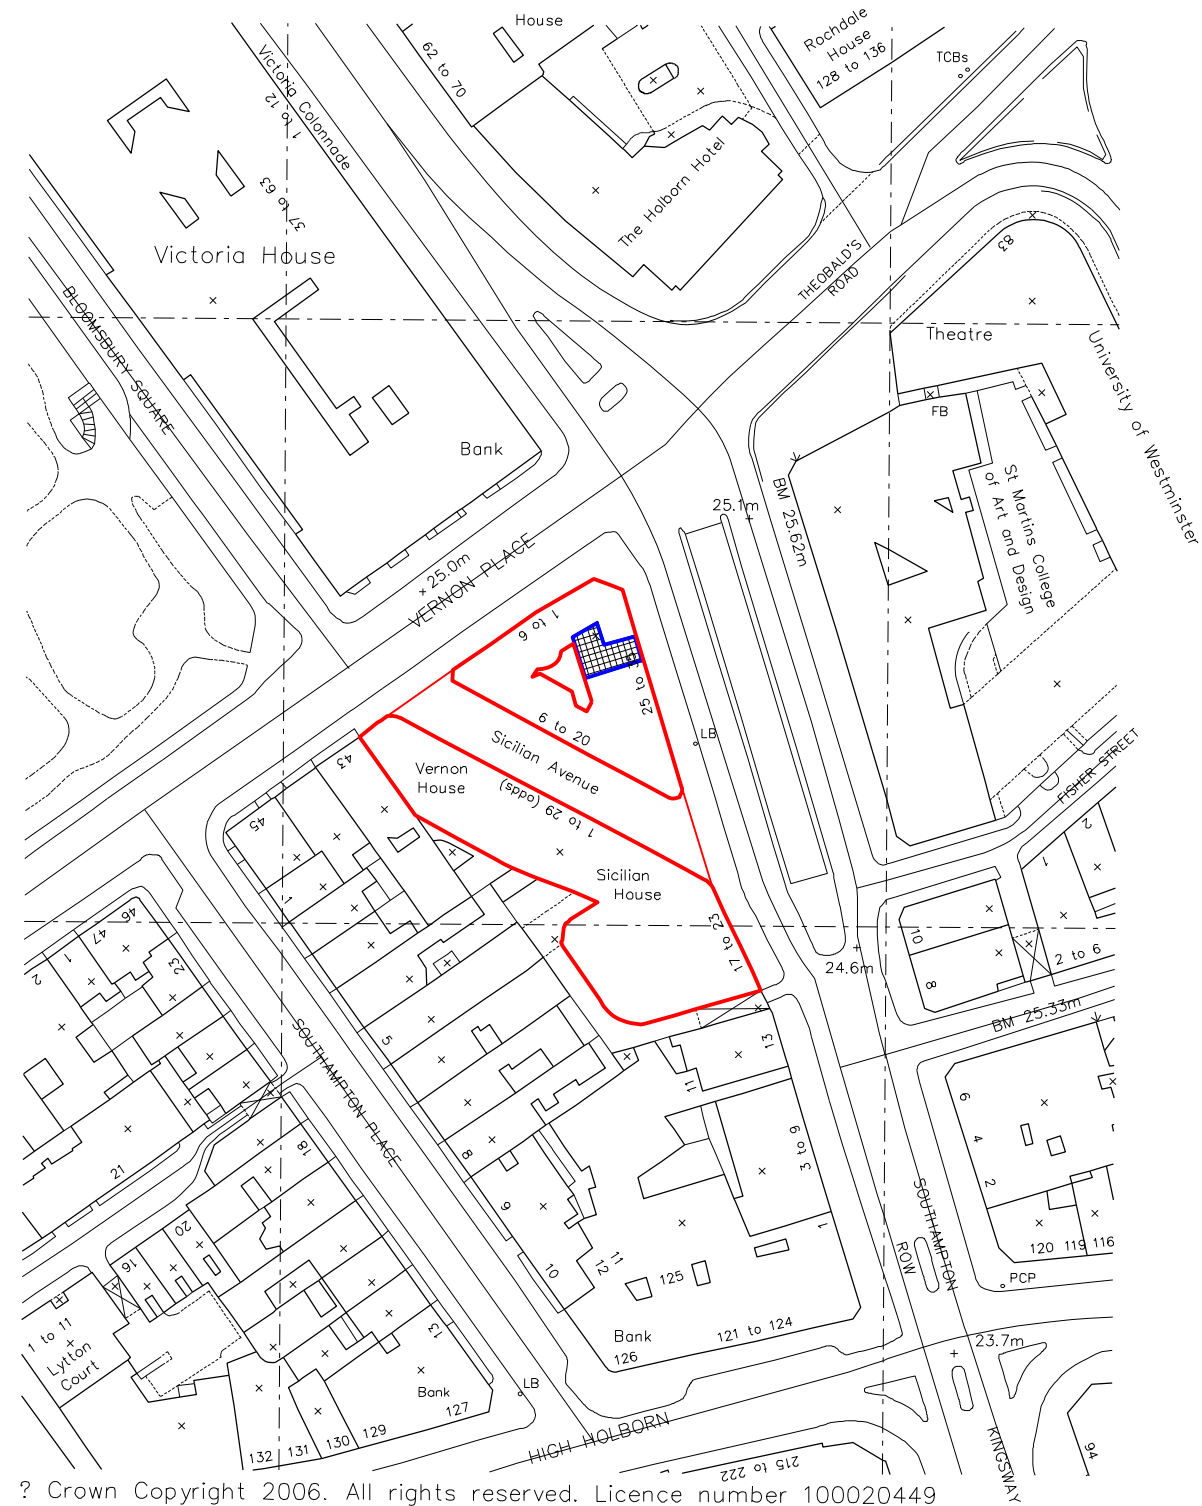 House
62 to 70
Rochdale
House
128 to 136
TCBs
Victoria Colonnade
1 to 12
37 to 63
Victoria House
The Holborn Hotel
THEOBALD'S
ROAD
83
Theatre
FB
University of Westminster
BLOOMSBURY SQUARE
Bank
25.1m
BM 25.62m
St Martins College
of Art and Design
25.0m
VERNON PLACE
1 to 6
25 to
9 to 20
LB
Sicilian Avenue
Vernon
House
1 to 29 (odds)
Sicilian
House
17 to 23
43
45
FISHER STREET
2
1
10
8
2 to 6
24.6m
BM 25.33m
46
47
1
2
23
5
SOUTHAMPTON PLACE
13
11
3 to 9
1
6
4
2
8
9
10
11
12
21
18
20
16
125
SOUTHAMPTON
ROW
120
119
116
PCP
1 to 11
Lytton
Court
13
Bank
126
121 to 124
23.7m
Bank
127
LB
129
130
131
132
HIGH HOLBORN
215 to 222
KINGSWAY
94
? Crown Copyright 2006. All rights reserved. Licence number 100020449